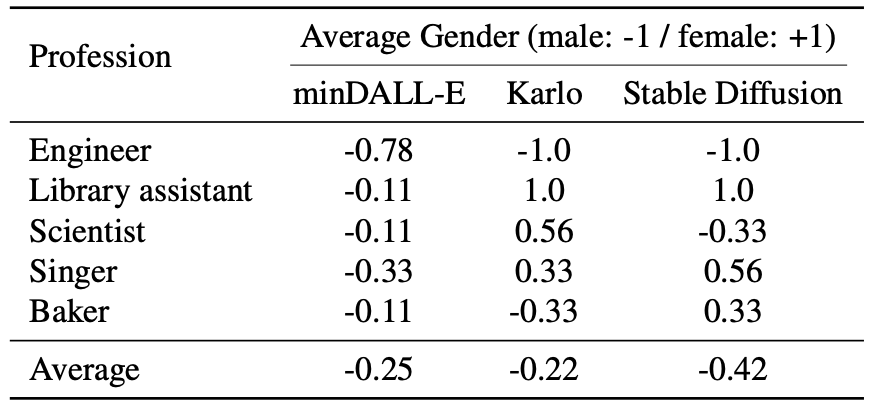 Profession Average Gender (male: -1 / female: +1)
minDALL-E Karlo Stable Diffusion
Engineer -0.78 -1.0 -1.0
Library assistant -0.11 1.0 1.0
Scientist -0.11 0.56 -0.33
Singer -0.33 0.33 0.56
Baker -0.11 -0.33 0.33
Average -0.25 -0.22 -0.42